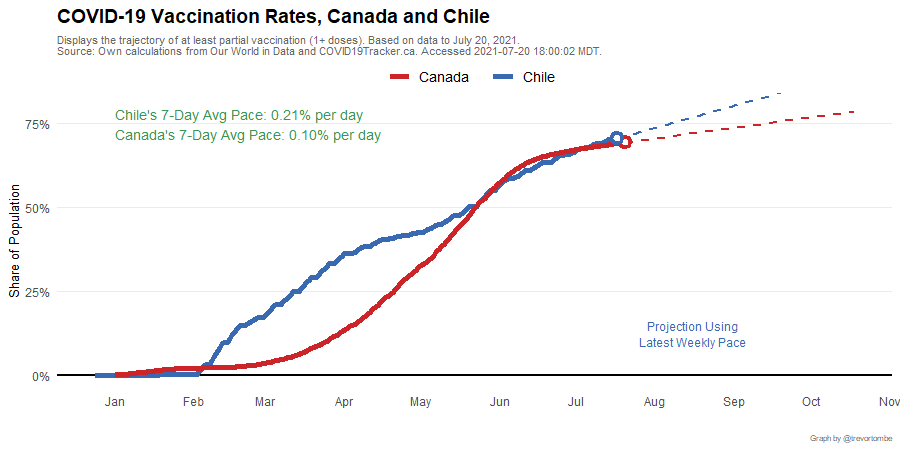 COVID-19 Vaccination Rates, Canada and Chile
Displays the trajectory of at least partial vaccination (1+ doses). Based on data to July 20, 2021.
Source: Own calculations from Our World in Data and COVID19Tracker.ca. Accessed 2021-07-20 18:00:02 MDT.
Canada Chile
Chile's 7-Day Avg Pace: 0.21% per day
Canada's 7-Day Avg Pace: 0.10% per day
75%
50%
25%
0%
Share of Population
Projection Using
Latest Weekly Pace
Jan Feb Mar Apr May Jun Jul Aug Sep Oct Nov
Graph by @trevortombe